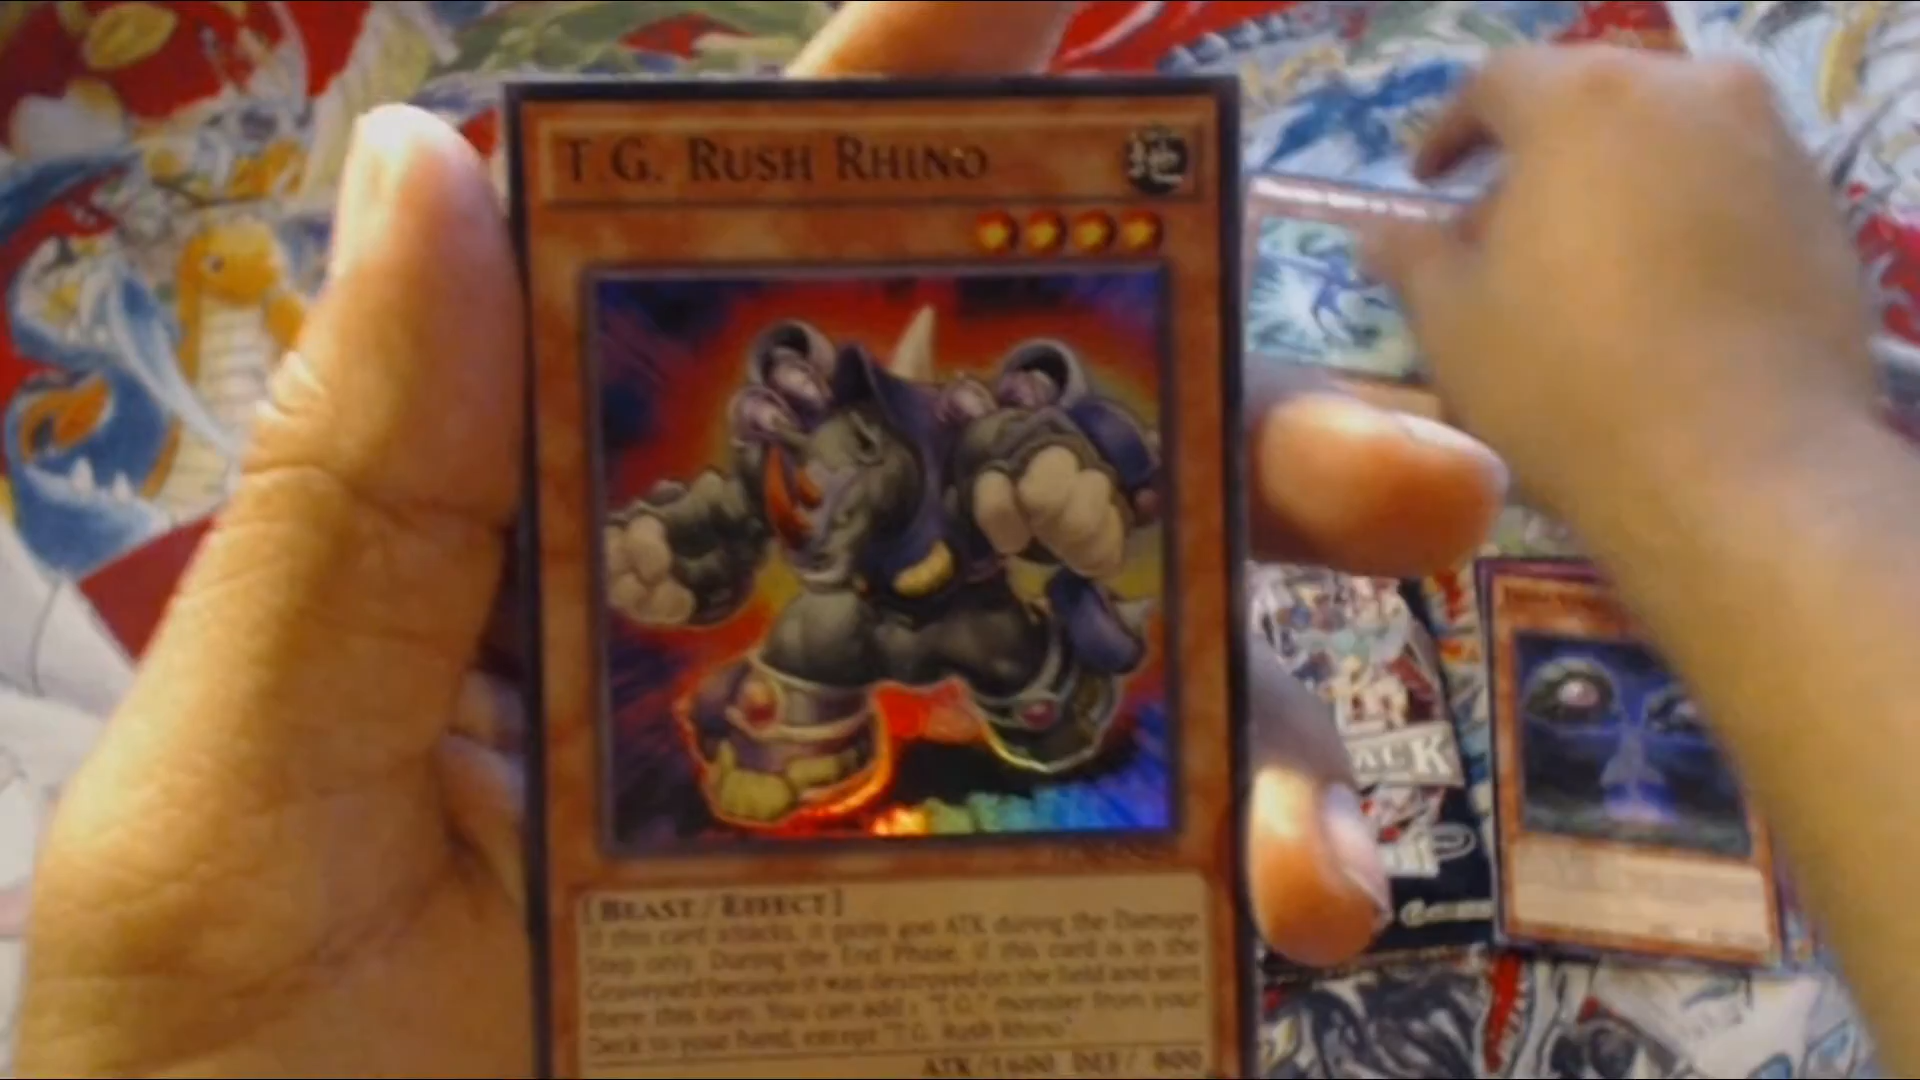 T.G. RUSH RHINO
[BEAST/EFFECT]
If this card attacks, it gains 400 ATK during the Damage
Step only. During the End Phase, if this card is in the
Graveyard because it was destroyed on the field and sent
there this turn: You can add 1 "T.G." monster from your
Deck to your hand, except "T.G. Rush Rhino".
ATK/1600 DEF/ 800